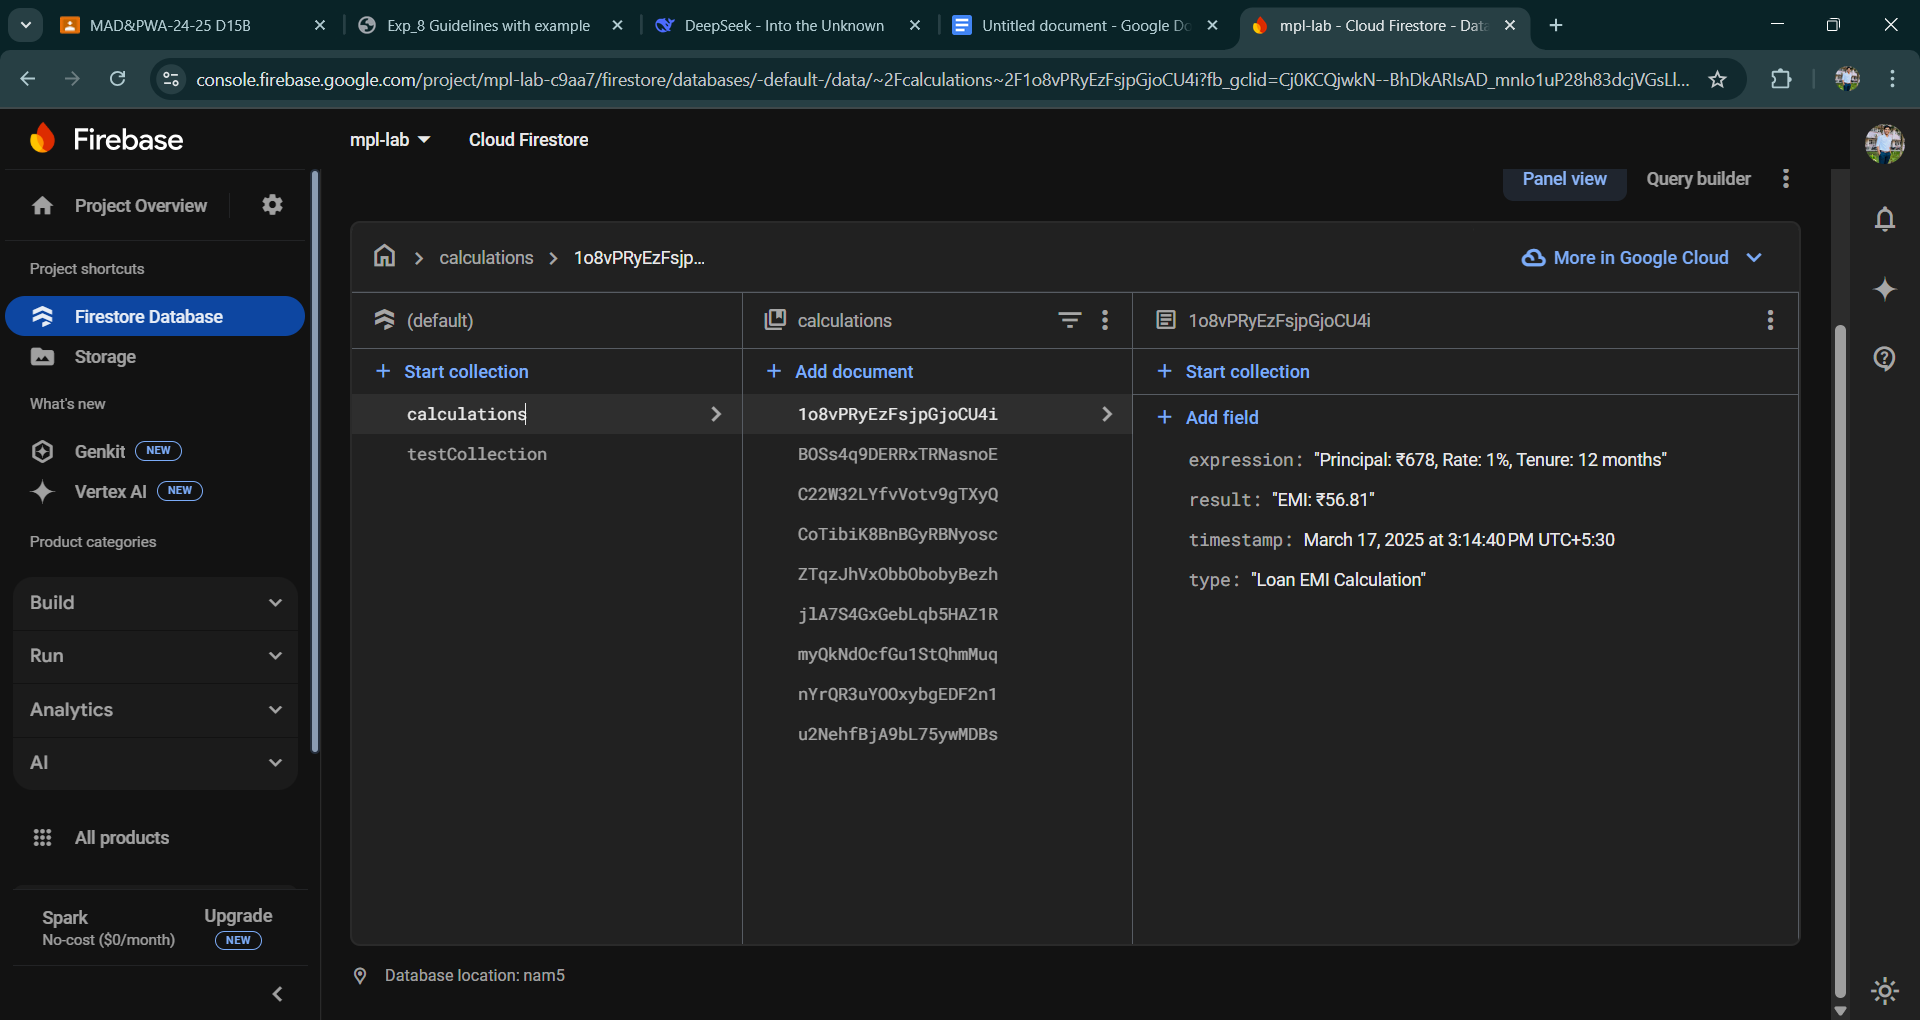 MAD&PWA-24-25 D15B
Exp_8 Guidelines with example
DeepSeek - Into the Unknown
Untitled document - Google Do
mpl-lab - Cloud Firestore - Data
console.firebase.google.com/project/mpl-lab-c9aa7/firestore/databases/-default-/data/~2Fcalculations~2F1o8vPRyEzFsjpGjoCU4i?fb_gclid=Cj0KCQjwkN--BhDkARIsAD_mnIo1uP28h83dcjVGsLl...
Firebase
mpl-lab
Cloud Firestore
Panel view
Query builder
Project Overview
Project shortcuts
Firestore Database
Storage
What's new
Genkit NEW
Vertex AI NEW
Product categories
Build
Run
Analytics
AI
All products
Spark
No-cost ($0/month)
Upgrade
NEW
calculations
1o8vPRyEzFsjp...
More in Google Cloud
(default)
Start collection
calculations
testCollection
calculations
Add document
1o8vPRyEzFsjpGjoCU4i
BOSs4q9DERRxTRNasnoE
C22W32LYfvVotv9gTXyQ
CoTibiK8BnBGyRBNyosc
ZTqzJhVxObbObobyBezh
jlA7S4GxGebLqb5HAZ1R
myQkNdOcfGu1StQhmMuq
nYrQR3uYOOxybgEDF2n1
u2NehfBjA9bL75ywMDBs
1o8vPRyEzFsjpGjoCU4i
Start collection
Add field
expression: "Principal: ₹678, Rate: 1%, Tenure: 12 months"
result: "EMI: ₹56.81"
timestamp: March 17, 2025 at 3:14:40 PM UTC+5:30
type: "Loan EMI Calculation"
Database location: nam5